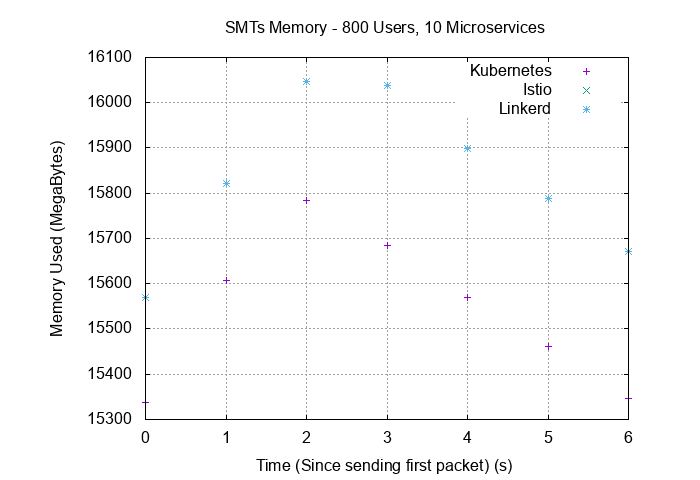 SMTs Memory - 800 Users, 10 Microservices
16100
16000
15900
15800
15700
15600
15500
15400
15300
Memory Used (MegaBytes)
Kubernetes
Istio
Linkerd
0 1 2 3 4 5 6
Time (Since sending first packet) (s)